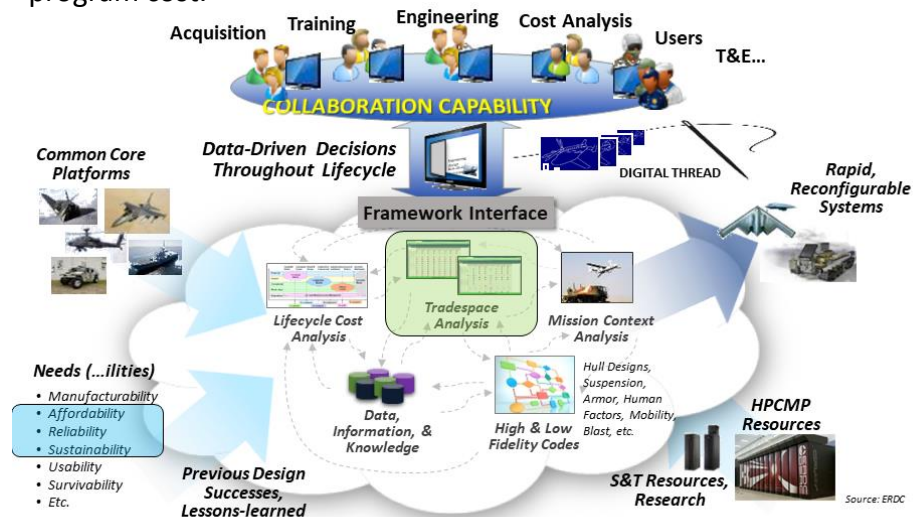 program cost.
Acquisition
Training
Engineering
Cost Analysis
Users
T&E...
COLLABORATION CAPABILITY
Data-Driven Decisions
Throughout Lifecycle
DIGITAL THREAD
Common Core
Platforms
Rapid,
Reconfigurable
Systems
Framework Interface
Lifecycle Cost
Analysis
Tradespace
Analysis
Mission Context
Analysis
Needs (...ilities)
• Manufacturability
• Affordability
• Reliability
• Sustainability
• Usability
• Survivability
• Etc.
Data,
Information, &
Knowledge
High & Low
Fidelity Codes
Hull Designs,
Suspension,
Armor, Human
Factors, Mobility,
Blast, etc.
HPCMP
Resources
Previous Design
Successes,
Lessons-learned
S&T Resources,
Research
Source: ERDC